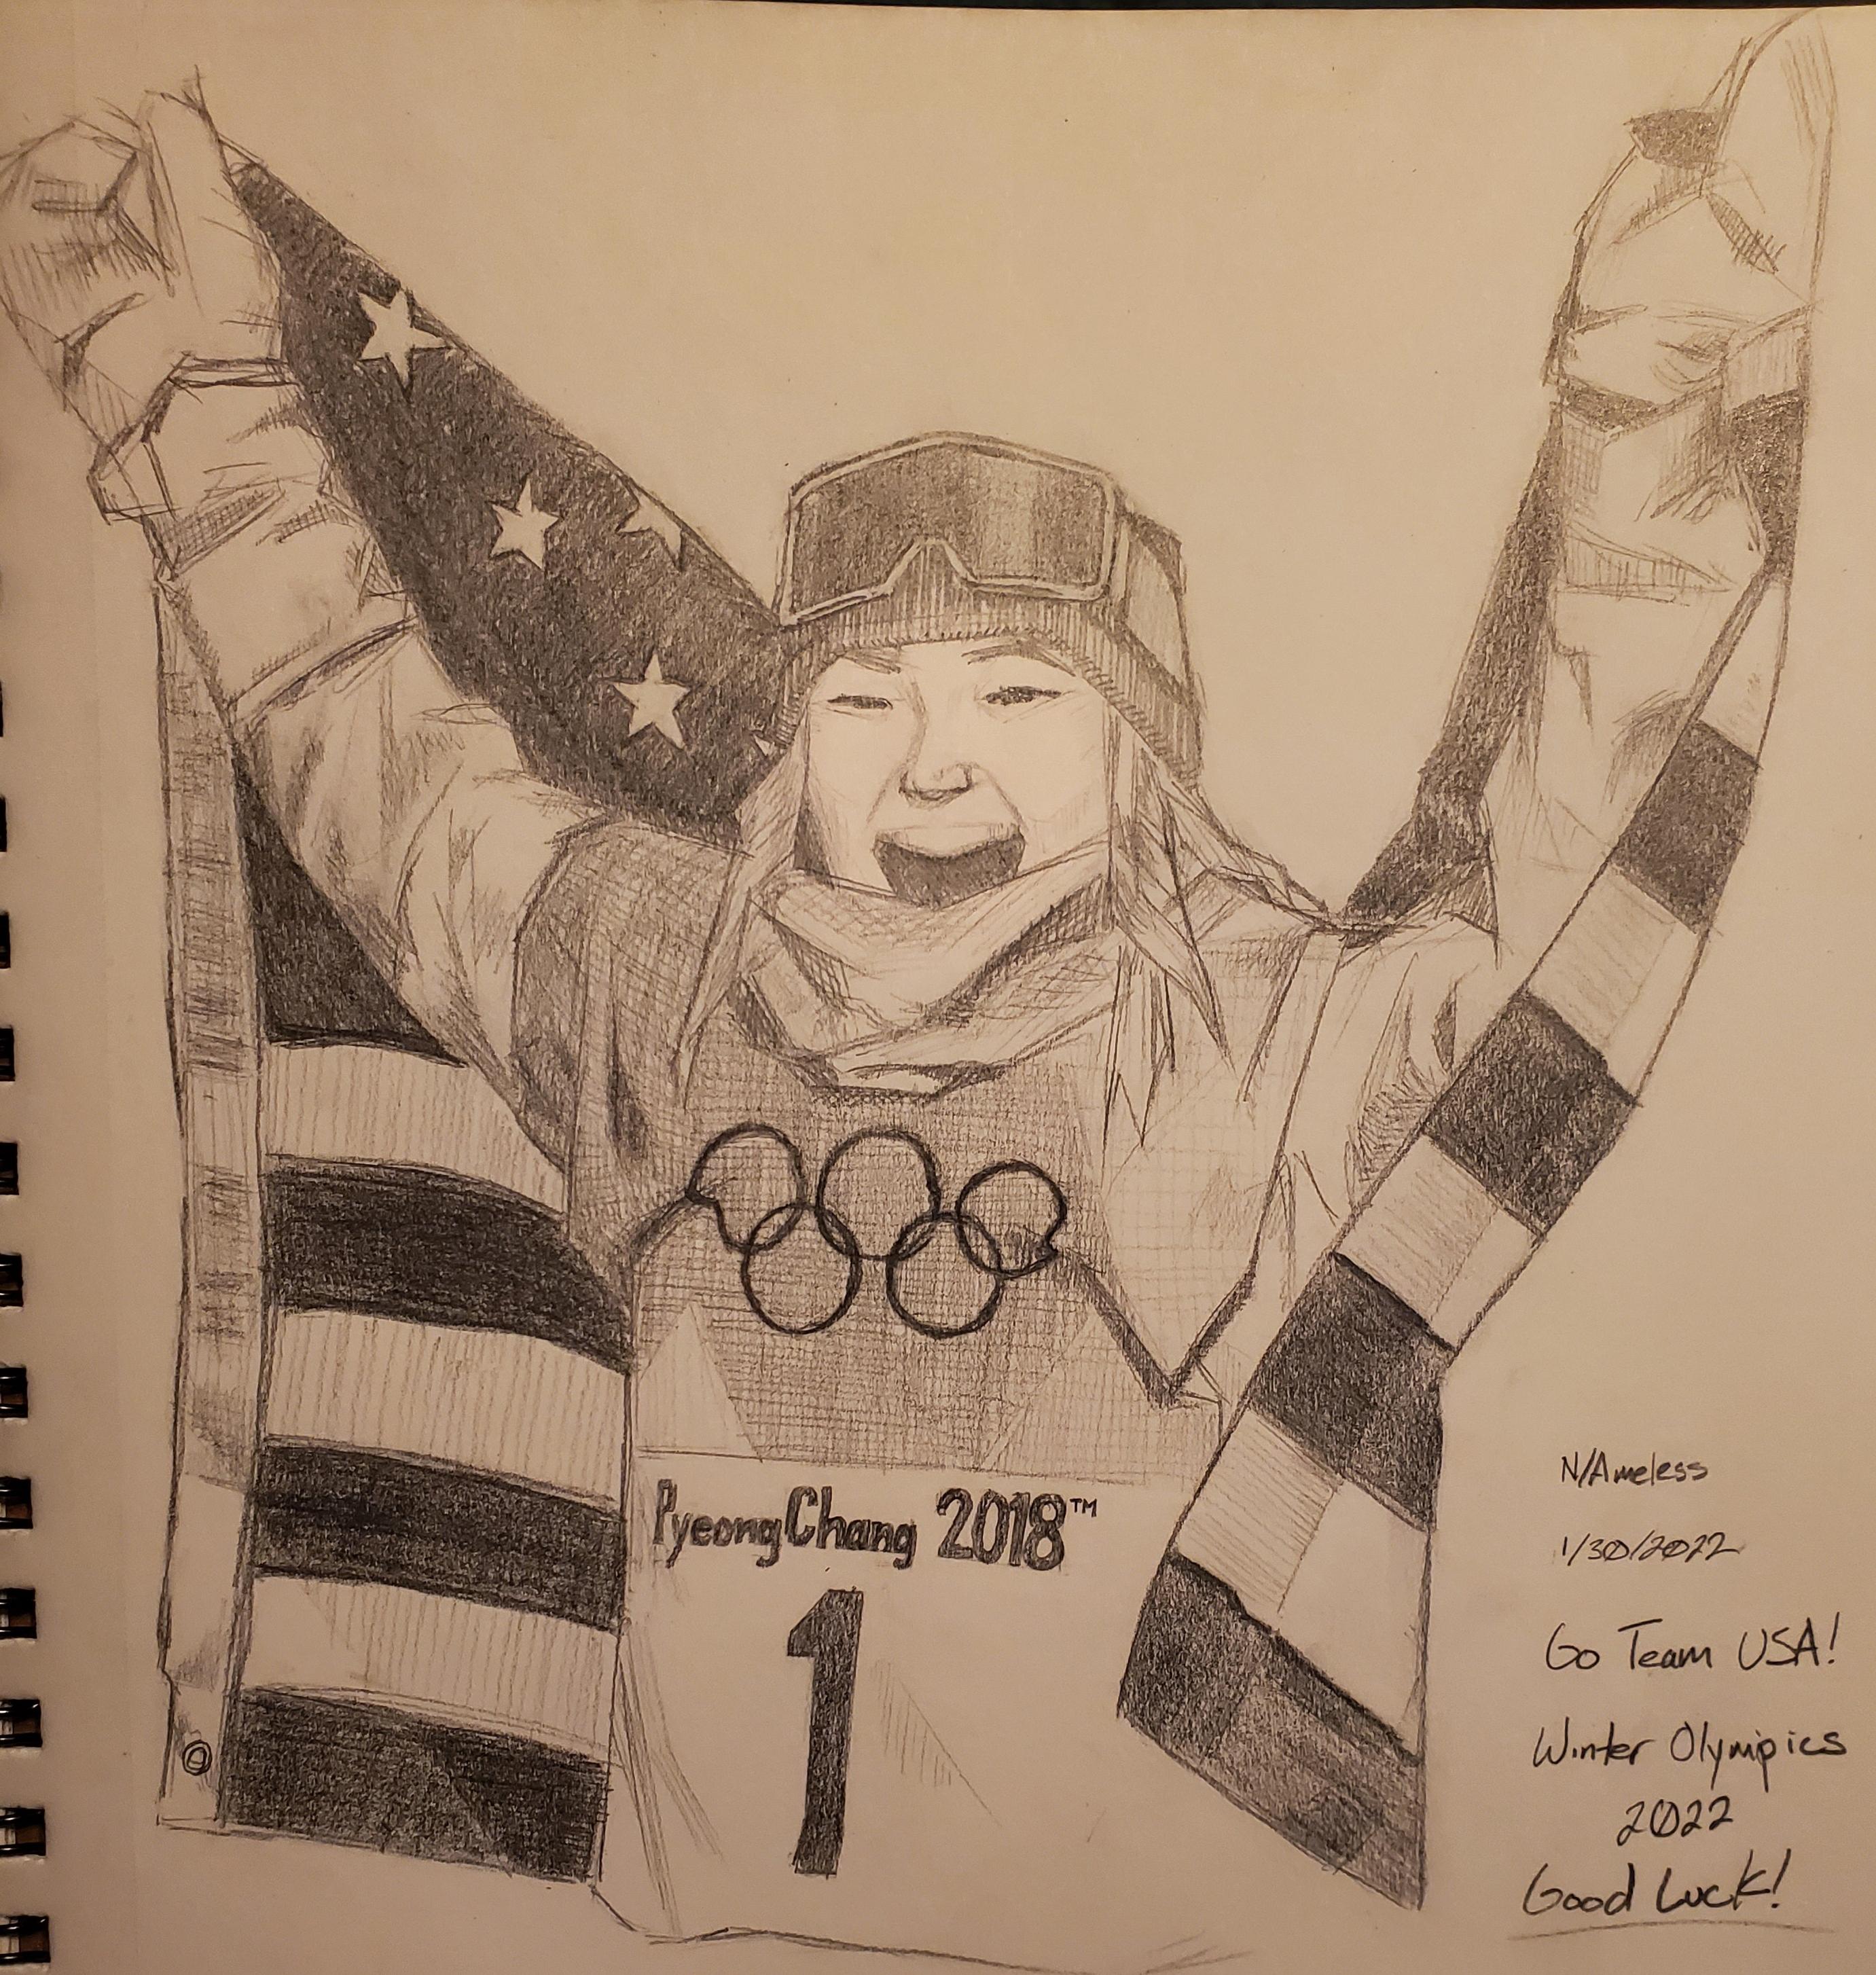 PyeongChang 2018™
1
N/Ameless
1/30/2022
Go Team USA!
Winter Olympics
2022
Good Luck!